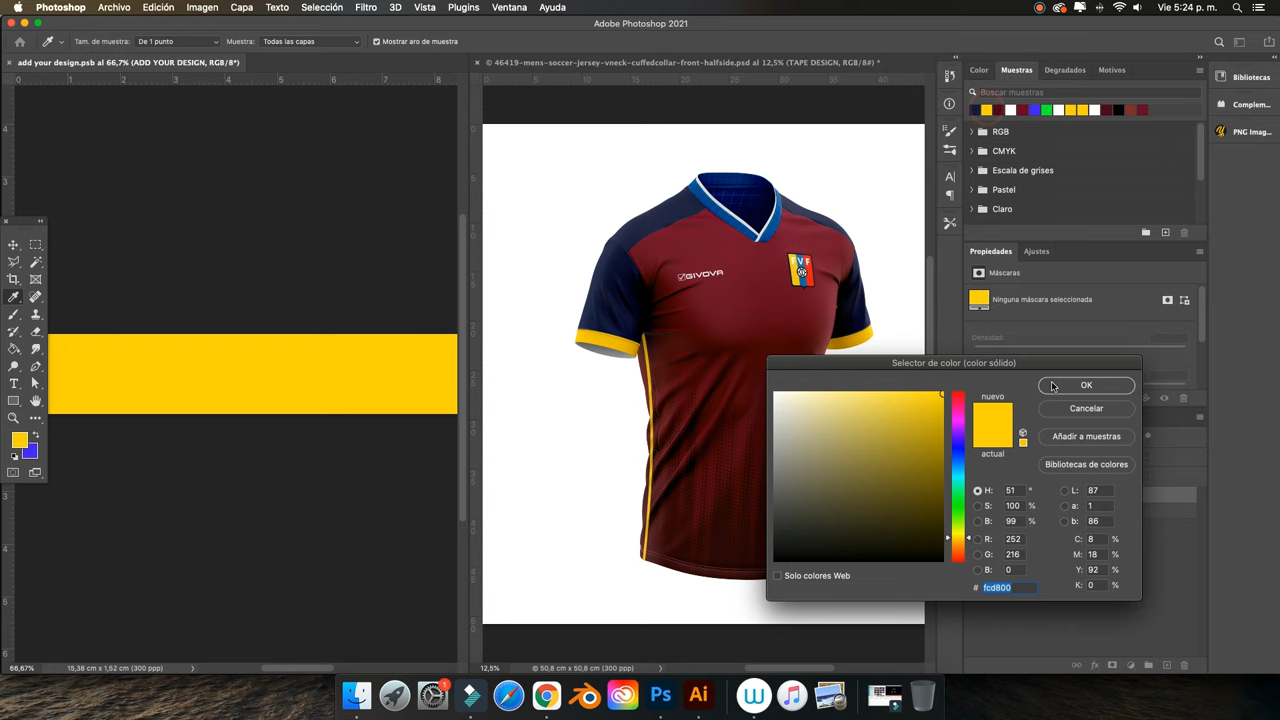 Photoshop Archivo Edición Imagen Capa Texto Selección Filtro 3D Vista Plugins Ventana Ayuda Vie 5:24 p. m.
Adobe Photoshop 2021
Tam. de muestra: De 1 punto Muestra: Todas las capas Mostrar aro de muestra
add your design.psb al 66,7% (ADD YOUR DESIGN, RGB/8*)
© 46419-mens-soccer-jersey-vneck-cuffedcollar-front-halfside.psd al 12,5% (TAPE DESIGN, RGB/8#) *
Color Muestras Degradados Motivos
Bibliotecas
Buscar muestras
Complem...
RGB
PNG Imag...
CMYK
Escala de grises
Pastel
Claro
Propiedades Ajustes
Máscaras
Ninguna máscara seleccionada
Densidad:
GIVOVA
FVF
Selector de color (color sólido)
nuevo
actual
OK
Cancelar
Añadir a muestras
Bibliotecas de colores
H: 51 °
S: 100 %
B: 99 %
R: 252
G: 216
B: 0
L: 87
a: 1
b: 86
C: 8 %
M: 18 %
Y: 92 %
K: 0 %
Solo colores Web
# fcd800
66,67% 15,38 cm x 1,52 cm (300 ppp)
12,5% © 50,8 cm x 50,8 cm (300 ppp)
1
Ps
Ai